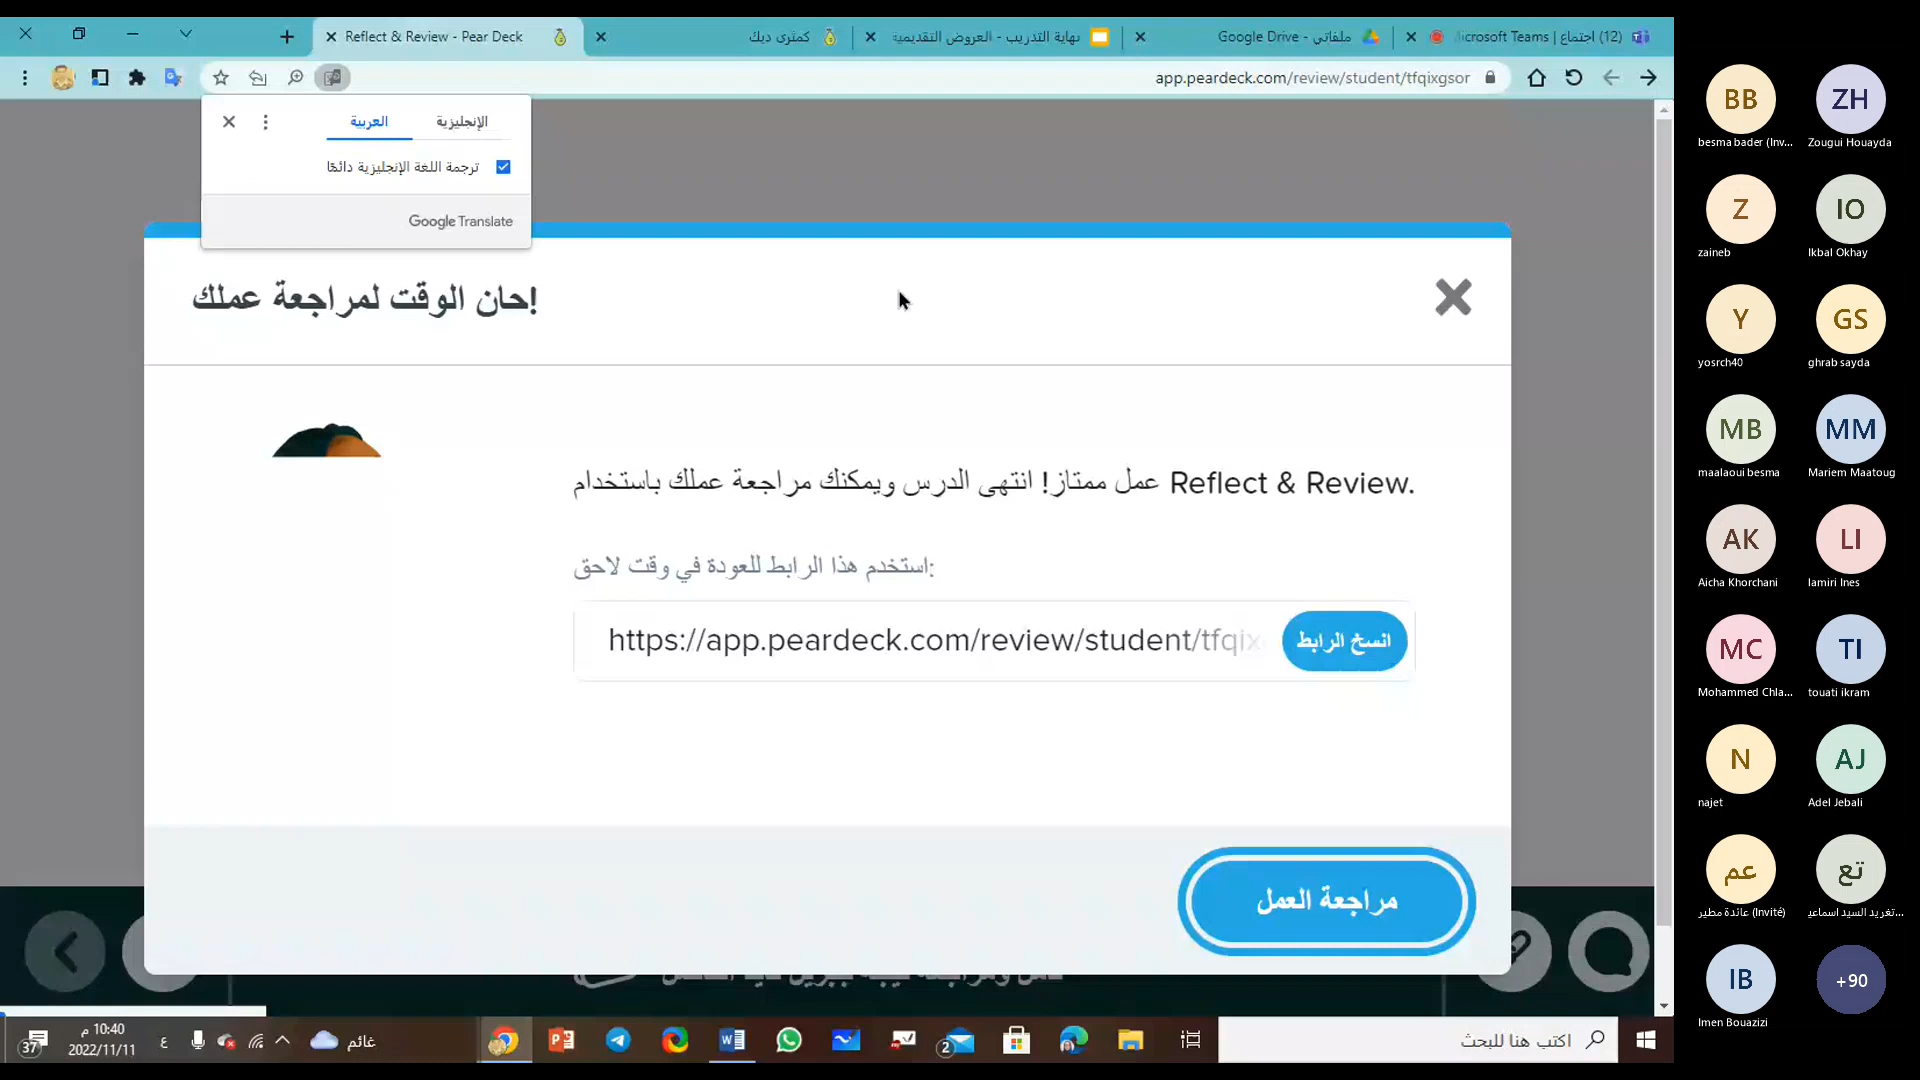 (12) اجتماع | Microsoft Teams
ملفاتي - Google Drive
نهاية التدريب - العروض التقديمية
كمثرى ديك
Reflect & Review - Pear Deck
app.peardeck.com/review/student/tfqixgsor
العربية
الإنجليزية
ترجمة اللغة الإنجليزية دائمًا
Google Translate
حان الوقت لمراجعة عملك!
عمل ممتاز! انتهى الدرس ويمكنك مراجعة عملك باستخدام Reflect & Review.
استخدم هذا الرابط للعودة في وقت لاحق:
https://app.peardeck.com/review/student/tfqix
انسخ الرابط
مراجعة العمل
اكتب هنا للبحث
2
غائم
ع
10:40 م
2022/11/11
37
BB
besma bader (Inv...
ZH
Zougui Houayda
Z
zaineb
IO
Ikbal Okhay
Y
yosrch40
GS
ghrab sayda
MB
maalaoui besma
MM
Mariem Maatoug
AK
Aicha Khorchani
LI
lamiri Ines
MC
Mohammed Chla...
TI
touati ikram
N
najet
AJ
Adel Jebali
عم
عائدة مطير (Invité)
تع
تغريد السيد اسماعي...
IB
Imen Bouazizi
+90